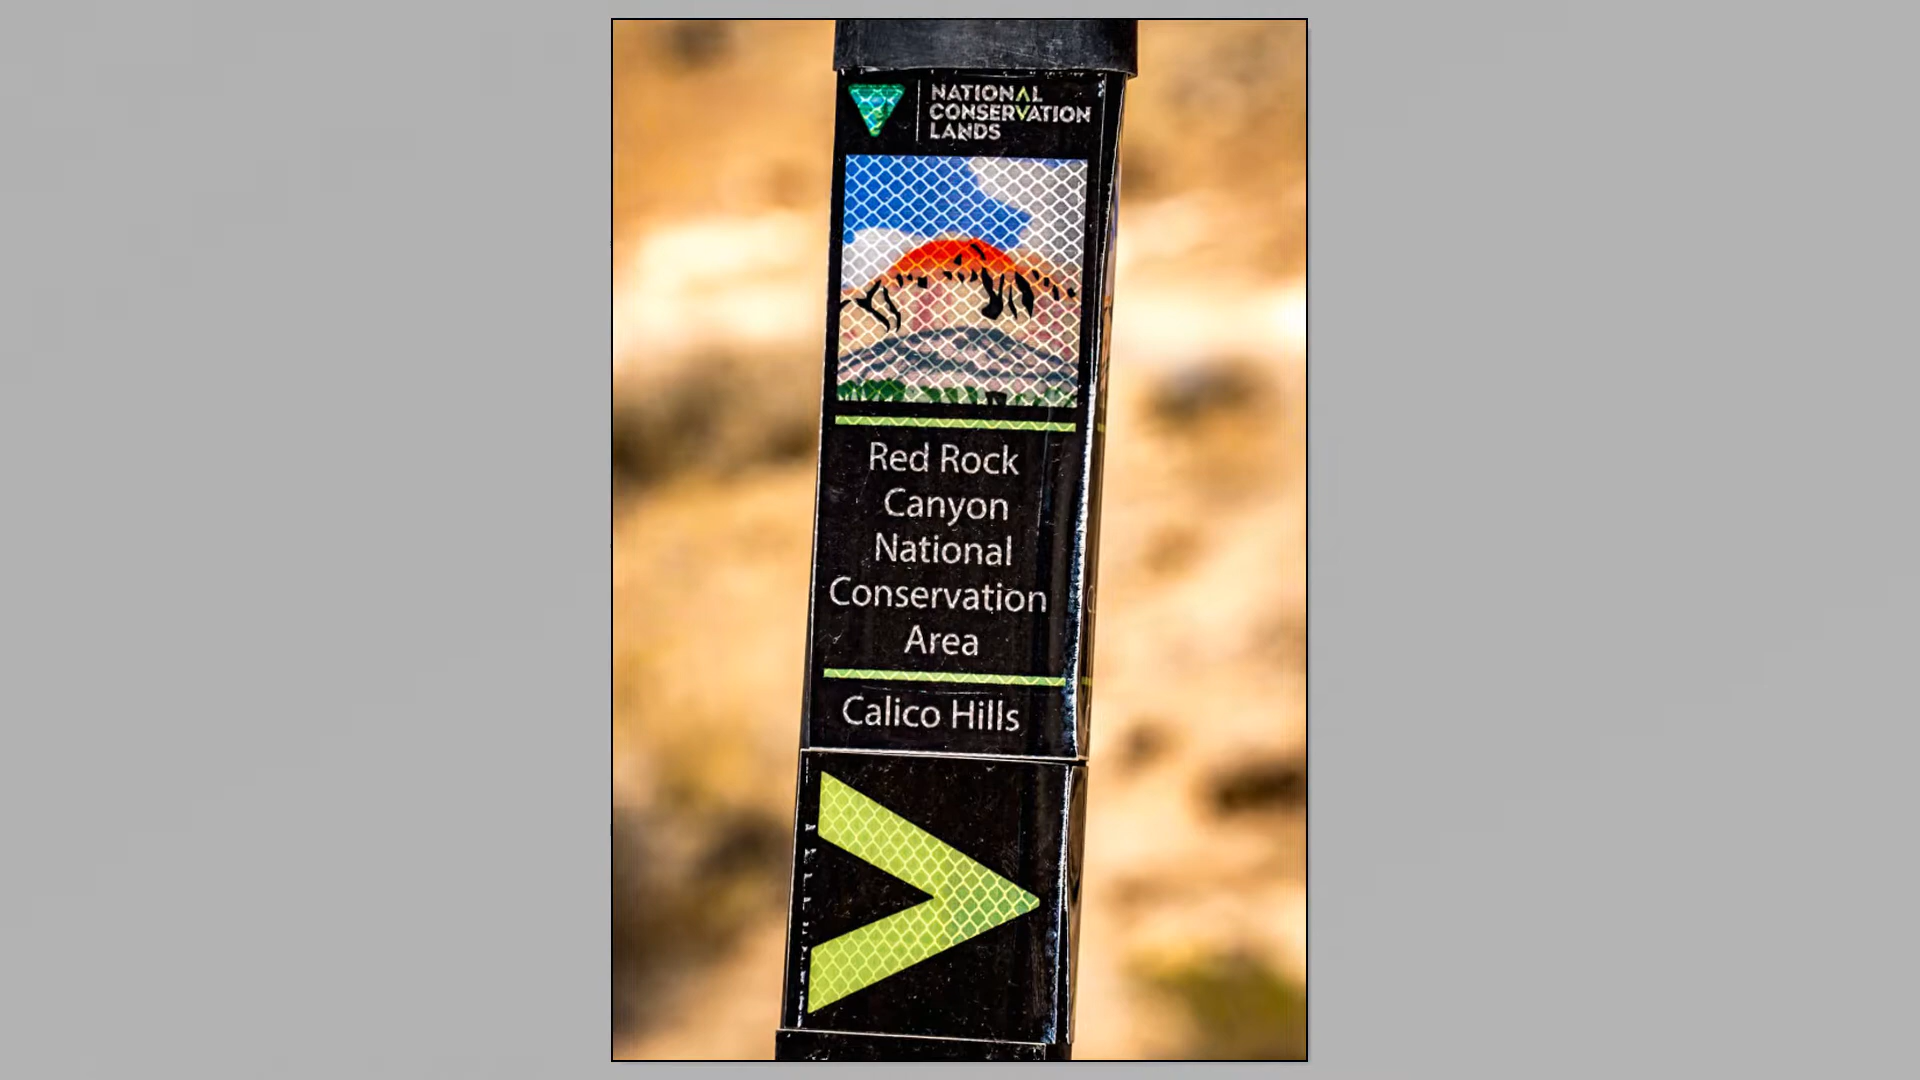 NATIONAL
CONSERVATION
LANDS
Red Rock
Canyon
National
Conservation
Area
Calico Hills